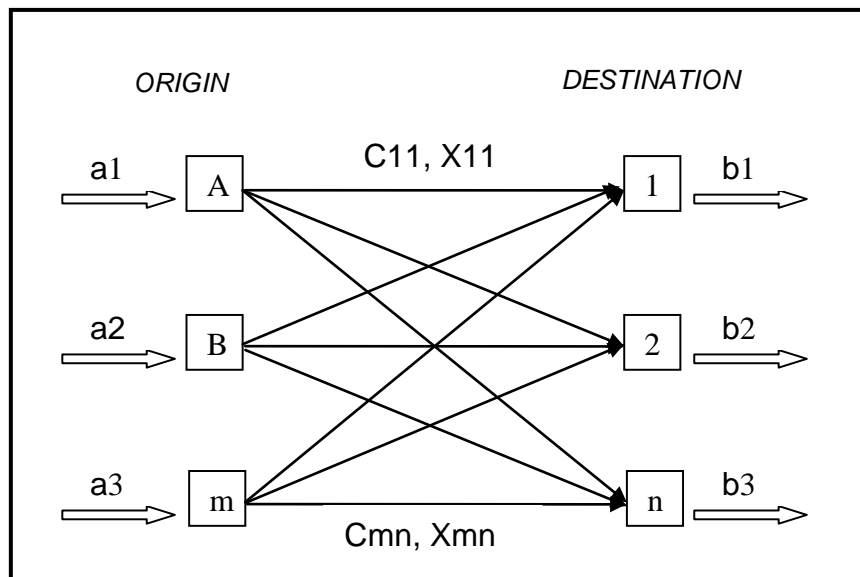 ORIGIN DESTINATION
C11, X11
a1 A 1 b1
a2 B 2 b2
a3 m n b3
Cmn, Xmn